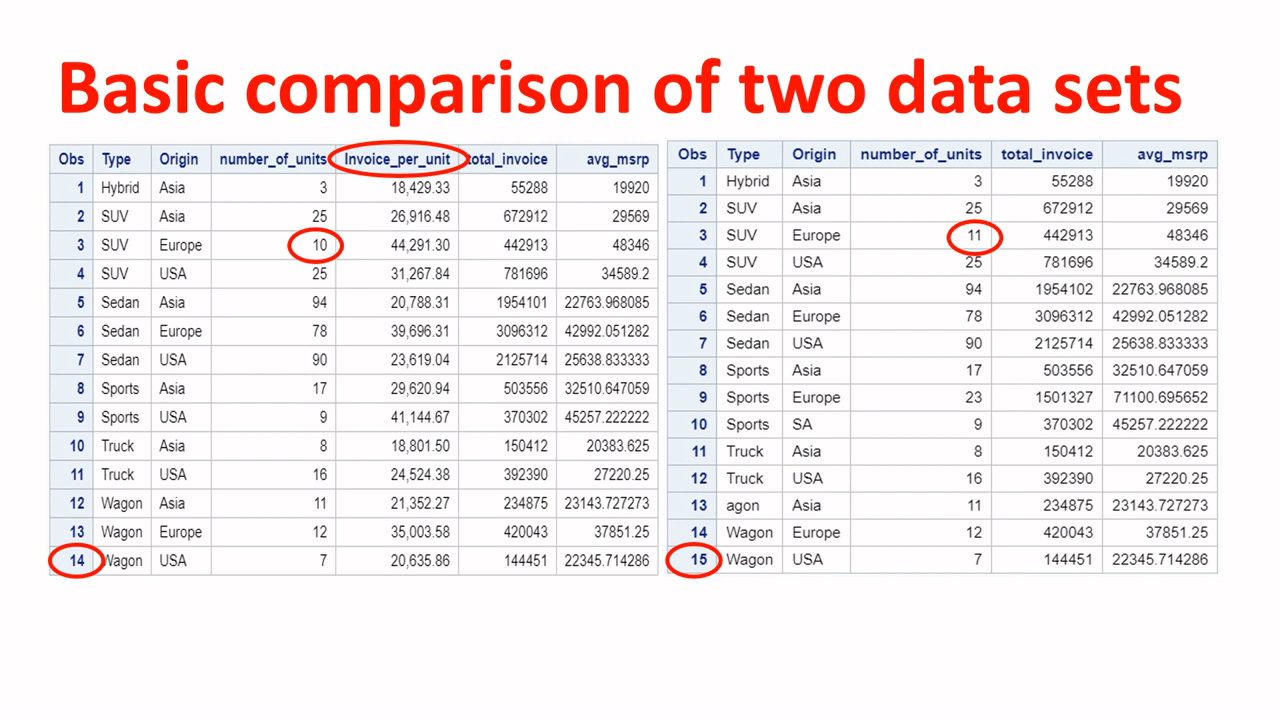 Basic comparison of two data sets
Obs Type Origin number_of_units Invoice_per_unit total_invoice avg_msrp
1 Hybrid Asia 3 18,429.33 55288 19920
2 SUV Asia 25 26,916.48 672912 29569
3 SUV Europe 10 44,291.30 442913 48346
4 SUV USA 25 31,267.84 781696 34589.2
5 Sedan Asia 94 20,788.31 1954101 22763.968085
6 Sedan Europe 78 39,696.31 3096312 42992.051282
7 Sedan USA 90 23,619.04 2125714 25638.833333
8 Sports Asia 17 29,620.94 503556 32510.647059
9 Sports USA 9 41,144.67 370302 45257.222222
10 Truck Asia 8 18,801.50 150412 20383.625
11 Truck USA 16 24,524.38 392390 27220.25
12 Wagon Asia 11 21,352.27 234875 23143.727273
13 Wagon Europe 12 35,003.58 420043 37851.25
14 Wagon USA 7 20,635.86 144451 22345.714286
Obs Type Origin number_of_units total_invoice avg_msrp
1 Hybrid Asia 3 55288 19920
2 SUV Asia 25 672912 29569
3 SUV Europe 11 442913 48346
4 SUV USA 25 781696 34589.2
5 Sedan Asia 94 1954102 22763.968085
6 Sedan Europe 78 3096312 42992.051282
7 Sedan USA 90 2125714 25638.833333
8 Sports Asia 17 503556 32510.647059
9 Sports Europe 23 1501327 71100.695652
10 Sports SA 9 370302 45257.222222
11 Truck Asia 8 150412 20383.625
12 Truck USA 16 392390 27220.25
13 agon Asia 11 234875 23143.727273
14 Wagon Europe 12 420043 37851.25
15 Wagon USA 7 144451 22345.714286